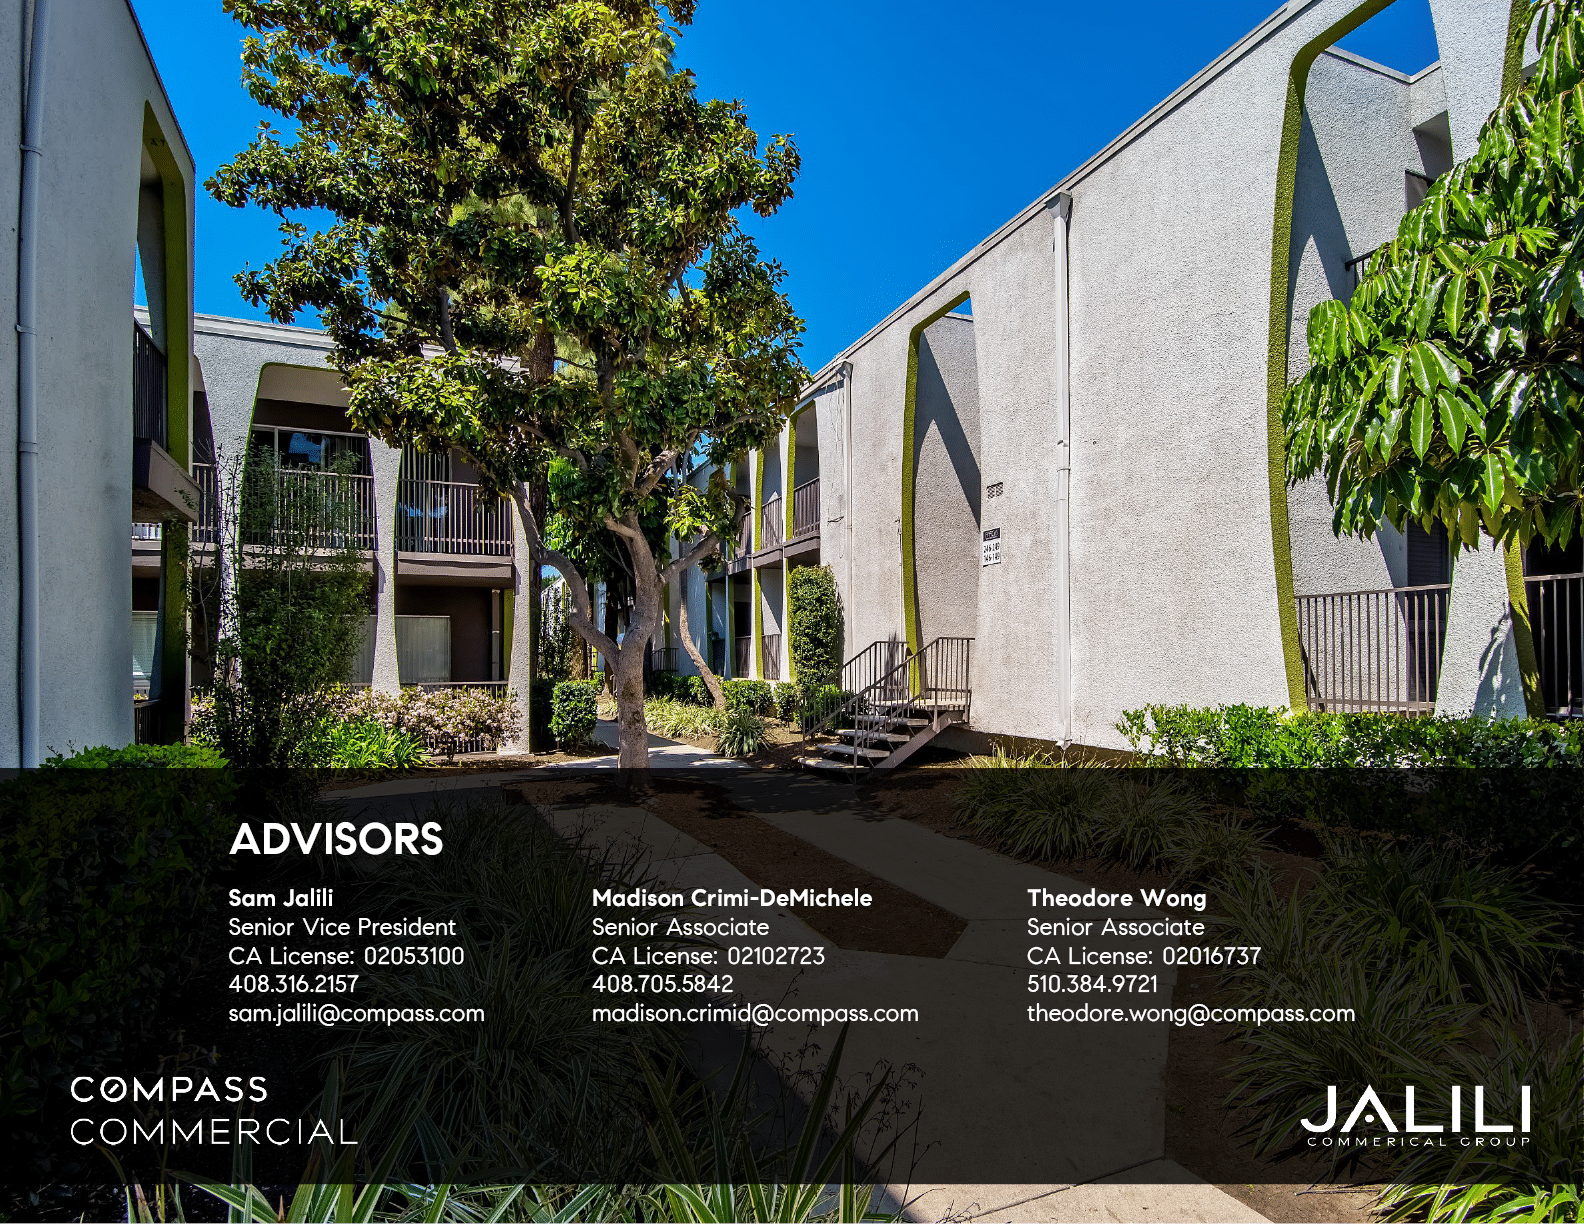 ADVISORS
Sam Jalili
Senior Vice President
CA License: 02053100
408.316.2157
sam.jalili@compass.com
Madison Crimi-DeMichele
Senior Associate
CA License: 02102723
408.705.5842
madison.crimid@compass.com
Theodore Wong
Senior Associate
CA License: 02016737
510.384.9721
theodore.wong@compass.com
COMPASS
COMMERCIAL
JALILI
COMMERICAL GROUP